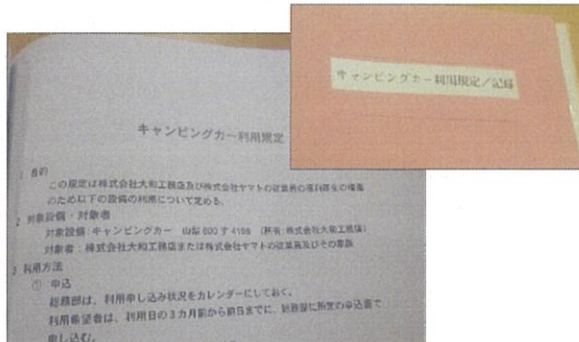 キャンピングカー利用規定/記録
キャンピングカー利用規定
1 目的
この規定は株式会社大和工務店及び株式会社ヤマトの従業員の福利厚生の増進
のため以下の設備の利用について定める。
2 対象設備・対象者
対象設備:キャンピングカー 山梨 800 す 4166 (所有:株式会社大和工務店)
対象者:株式会社大和工務店または株式会社ヤマトの従業員及びその家族
3 利用方法
① 申込
総務部は、利用申し込み状況をカレンダーにしておく。
利用希望者は、利用日の3カ月前から前日までに、総務部に所定の申込書で
申し込む。